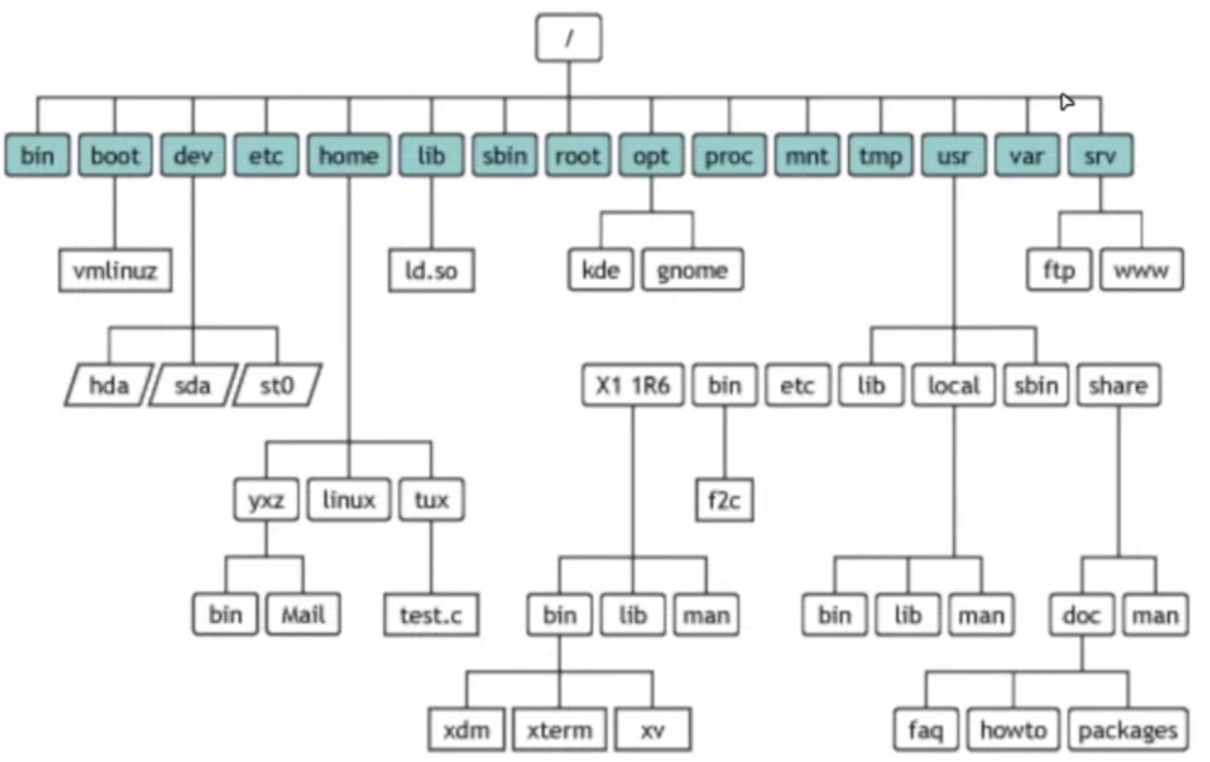 /
bin boot dev etc home lib sbin root opt proc mnt tmp usr var srv
vmlinuz ld.so kde gnome ftp www
hda sda st0 X1 1R6 bin etc lib local sbin share
yxz linux tux f2c
bin Mail test.c bin lib man bin lib man doc man
xdm xterm xv faq howto packages